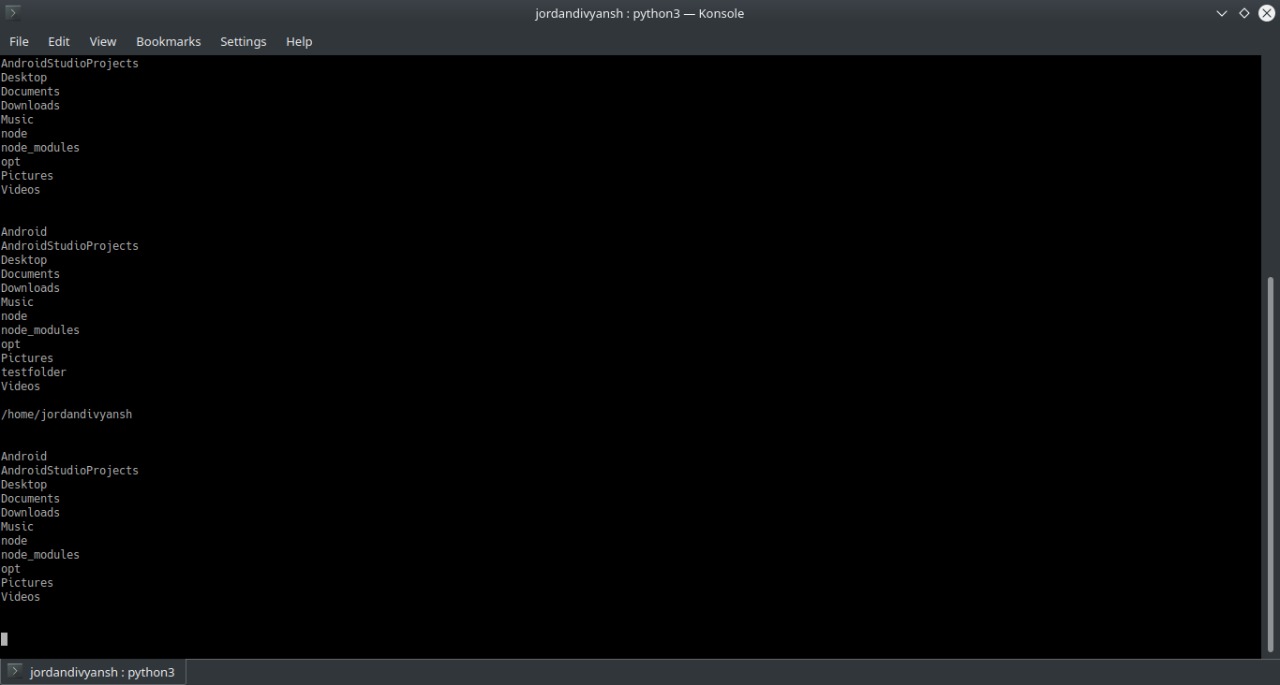 jordandivyansh : python3 — Konsole
File Edit View Bookmarks Settings Help
AndroidStudioProjects
Desktop
Documents
Downloads
Music
node
node_modules
opt
Pictures
Videos
Android
AndroidStudioProjects
Desktop
Documents
Downloads
Music
node
node_modules
opt
Pictures
testfolder
Videos
/home/jordandivyansh
Android
AndroidStudioProjects
Desktop
Documents
Downloads
Music
node
node_modules
opt
Pictures
Videos
jordandivyansh : python3